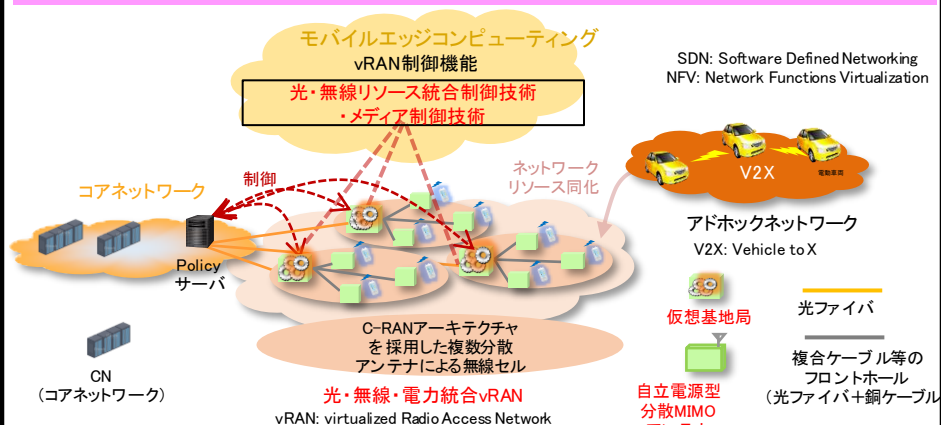 モバイルエッジコンピューティング
vRAN制御機能
光・無線リソース統合制御技術
・メディア制御技術
SDN: Software Defined Networking
NFV: Network Functions Virtualization
ネットワーク
リソース同化
V2X
電動車両
アドホックネットワーク
V2X: Vehicle to X
コアネットワーク
制御
Policy
サーバ
仮想基地局
光ファイバ
C-RANアーキテクチャ
を採用した複数分散
アンテナによる無線セル
CN
(コアネットワーク)
光・無線・電力統合vRAN
vRAN: virtualized Radio Access Network
自立電源型
分散MIMO
複合ケーブル等の
フロントホール
(光ファイバ+銅ケーブル